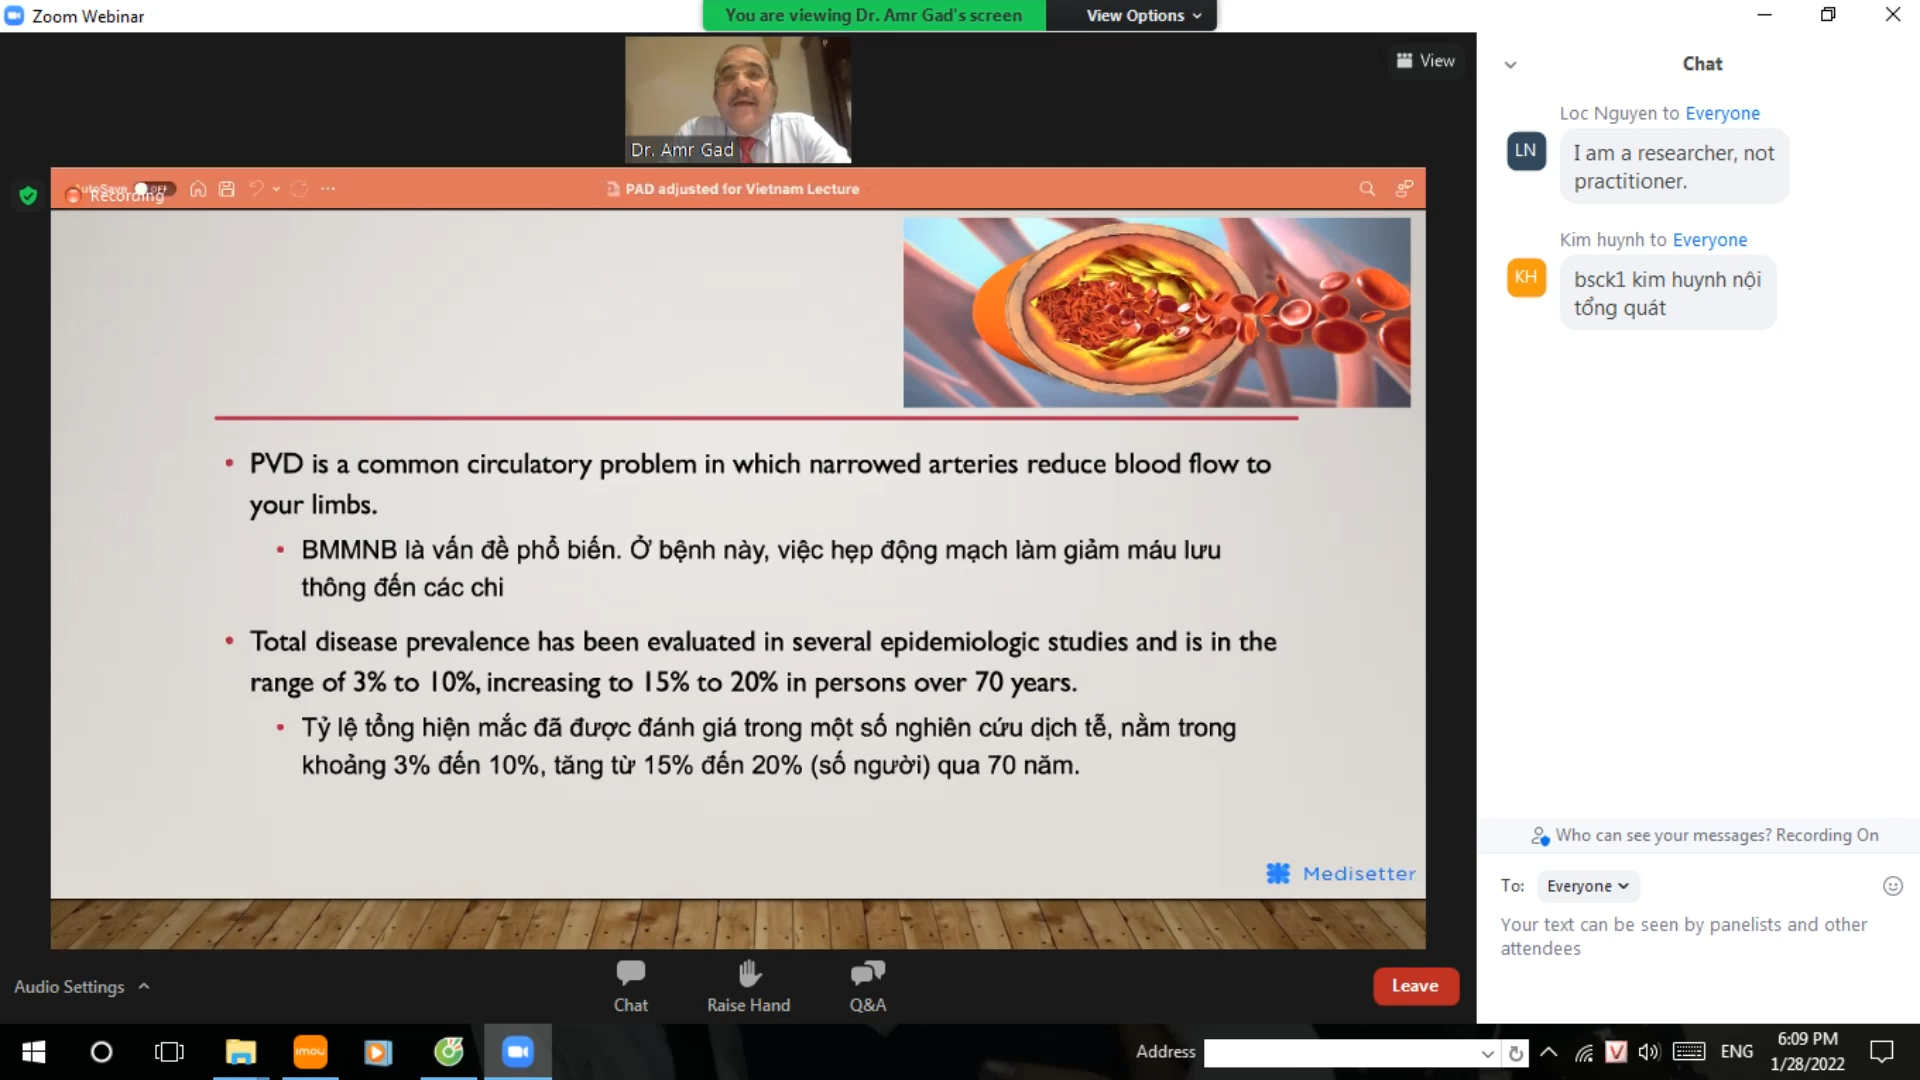 Zoom Webinar
You are viewing Dr. Amr Gad's screen
View Options
View
Dr. Amr Gad
AutoSave OFF
Recording
PAD adjusted for Vietnam Lecture
• PVD is a common circulatory problem in which narrowed arteries reduce blood flow to
your limbs.
• BMMNB là vấn đề phổ biến. Ở bệnh này, việc hẹp động mạch làm giảm máu lưu
thông đến các chi
• Total disease prevalence has been evaluated in several epidemiologic studies and is in the
range of 3% to 10%, increasing to 15% to 20% in persons over 70 years.
• Tỷ lệ tổng hiện mắc đã được đánh giá trong một số nghiên cứu dịch tễ, nằm trong
khoảng 3% đến 10%, tăng từ 15% đến 20% (số người) qua 70 năm.
Medisetter
Audio Settings
Chat
Raise Hand
Q&A
Leave
Chat
Loc Nguyen to Everyone
LN
I am a researcher, not
practitioner.
Kim huynh to Everyone
KH
bsck1 kim huynh nội
tổng quát
Who can see your messages? Recording On
To: Everyone
Your text can be seen by panelists and other
attendees
imou
Address
V
ENG
6:09 PM
1/28/2022